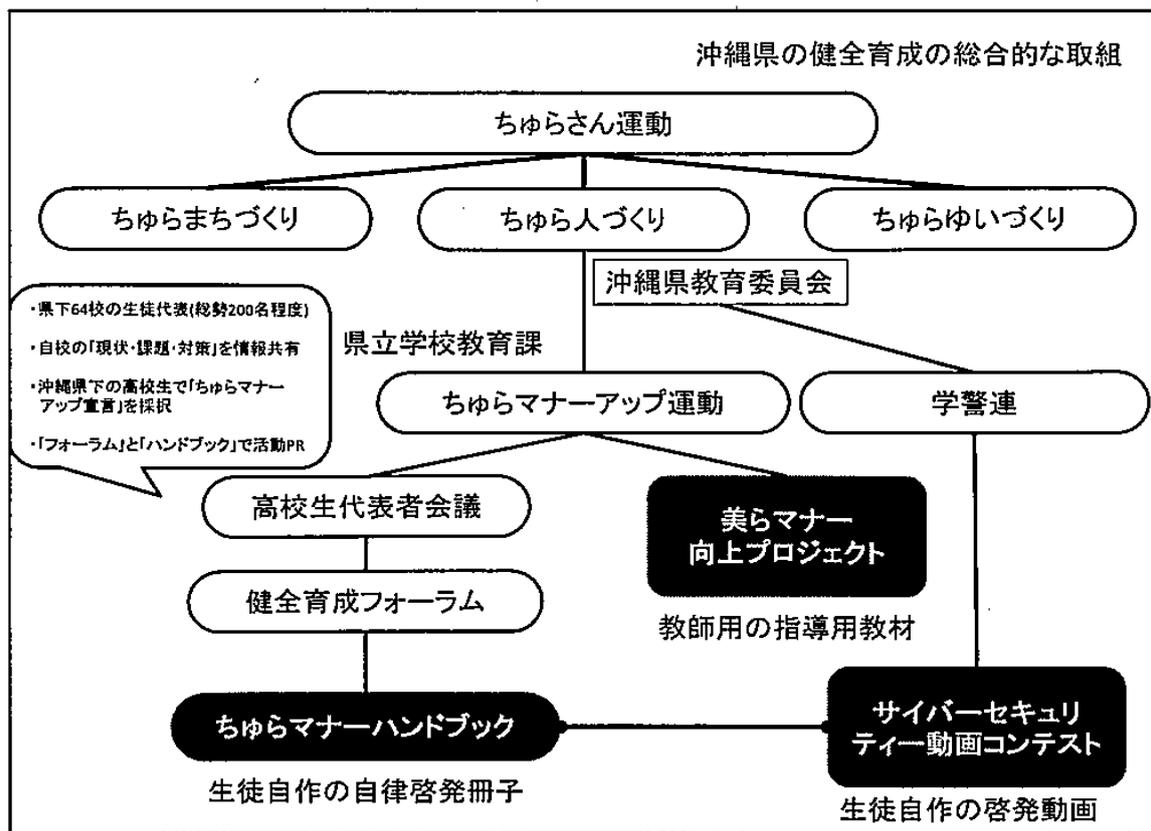 沖縄県の健全育成の総合的な取組
ちゅらさん運動
ちゅらまちづくり
ちゅら人づくり
ちゅらゆいづくり
沖縄県教育委員会
・県下64校の生徒代表(総勢200名程度)
・自校の「現状・課題・対策」を情報共有
・沖縄県下の高校生で「ちゅらマナー
アップ宣言」を採択
・「フォーラム」と「ハンドブック」で活動PR
県立学校教育課
ちゅらマナーアップ運動
学警連
高校生代表者会議
美らマナー
向上プロジェクト
健全育成フォーラム
教師用の指導用教材
ちゅらマナーハンドブック
サイバーセキュリ
ティー動画コンテスト
生徒自作の自律啓発冊子
生徒自作の啓発動画